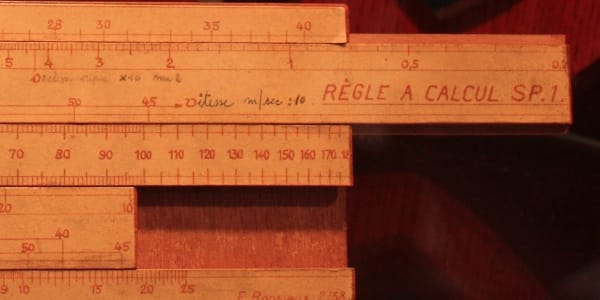 28 30 35 40
5 4 3 2 1 0,5 0,2
x10
50 45 vitesse m/sec :10 RÈGLE A CALCUL SP.1.
70 80 90 100 110 120 130 140 150 160 170 18
20 10
50 40 45
9 10 15 20 25